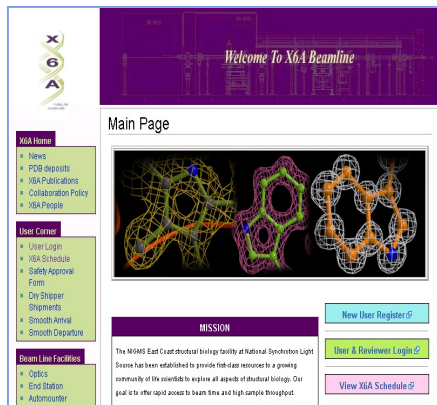 X
6
A
Welcome To X6A Beamline
Main Page
X6A Home
News
PDB deposits
X6A Publications
Collaboration Policy
X6A People
User Corner
User Login
X6A Schedule
Safety Approval
Form
Dry Shipper
Shipments
Smooth Arrival
Smooth Departure
Beam Line Facilities
Optics
End Station
Automounter
MISSION
The NIGMS East Coast structural biology facility at National Synchrotron Light
Source has been established to provide first-class resources to a growing
community of life scientists to explore all aspects of structural biology. Our
goal is to offer rapid access to beam time and high sample throughput.
New User Register
User & Reviewer Login
View X6A Schedule